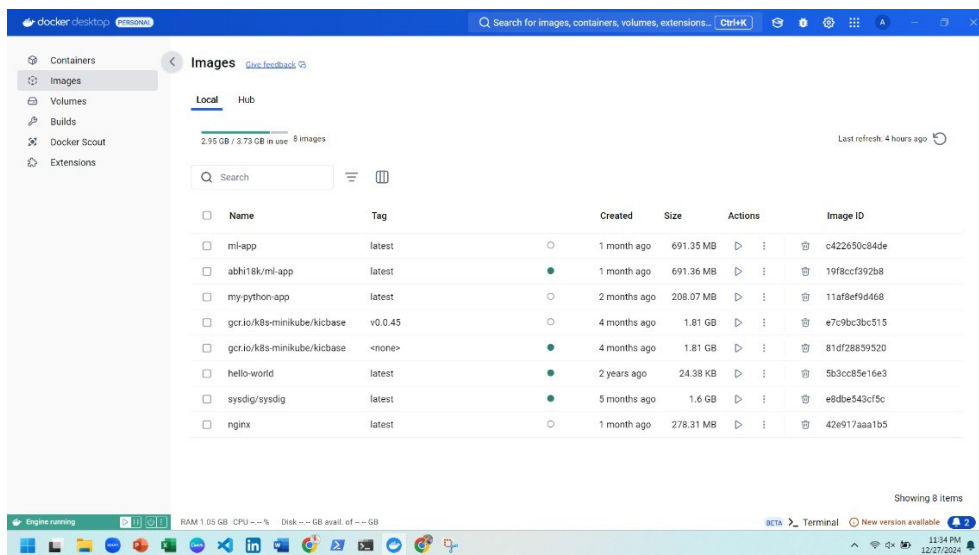 docker desktop PERSONAL
Search for images, containers, volumes, extensions... Ctrl+K
A
Containers
Images
Volumes
Builds
Docker Scout
Extensions
Images Give feedback
Local Hub
2.95 GB / 3.73 GB in use 8 images
Last refresh: 4 hours ago
Search
Name Tag Created Size Actions Image ID
ml-app latest 1 month ago 691.35 MB c422650c84de
abhi18k/ml-app latest 1 month ago 691.36 MB 19f8ccf392b8
my-python-app latest 2 months ago 208.07 MB 11af8ef9d468
gcr.io/k8s-minikube/kicbase v0.0.45 4 months ago 1.81 GB e7c9bc3bc515
gcr.io/k8s-minikube/kicbase <none> 4 months ago 1.81 GB 81df28859520
hello-world latest 2 years ago 24.38 KB 5b3cc85e16e3
sysdig/sysdig latest 5 months ago 1.6 GB e8dbe543cf5c
nginx latest 1 month ago 278.31 MB 42e917aaa1b5
Showing 8 items
Engine running RAM 1.05 GB CPU --.-- % Disk --.-- GB avail. of --.-- GB BETA >_ Terminal New version available 2
11:34 PM
12/27/2024